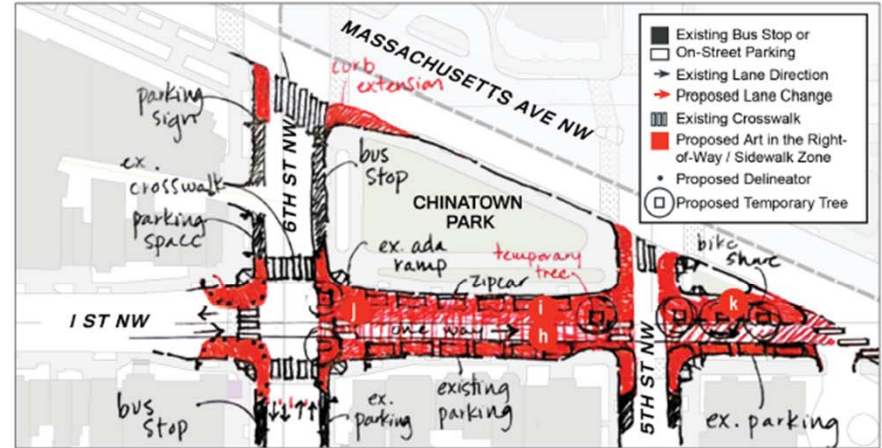 MASSACHUSETTS AVE NW
Existing Bus Stop or
On-Street Parking
Existing Lane Direction
Proposed Lane Change
Existing Crosswalk
Proposed Art in the Right-
of-Way / Sidewalk Zone
Proposed Delineator
Proposed Temporary Tree
curb
extension
parking
sign
ex.
crosswalk
parking
space
6TH ST NW
bus
stop
CHINATOWN
PARK
ex. ada
ramp
zipcar
temporary
tree
bike
share
I ST NW
j
i
h
k
one way
5TH ST NW
bus
stop
ex.
parking
existing
parking
ex. parking